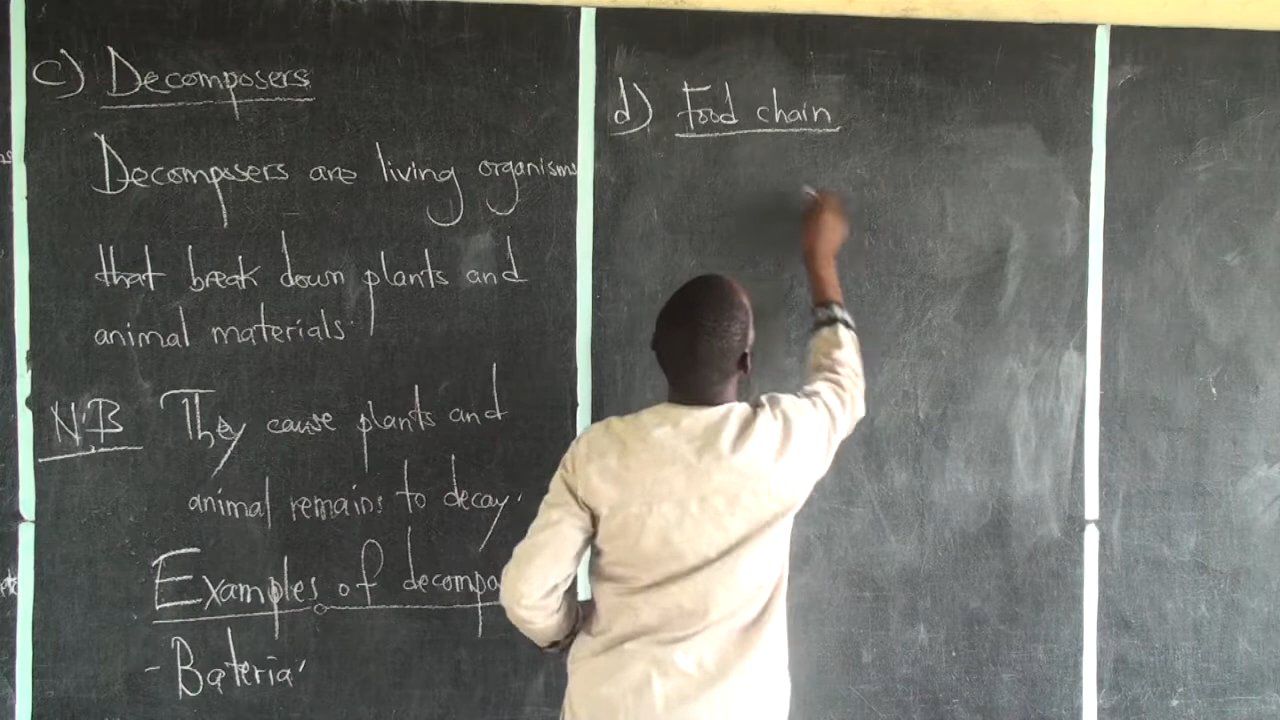 c) Decomposers
Decomposers are living organisms
that break down plants and
animal materials.
N.B They cause plants and
animal remains to decay.
Examples of decompo
- Bateria
d) Food chain